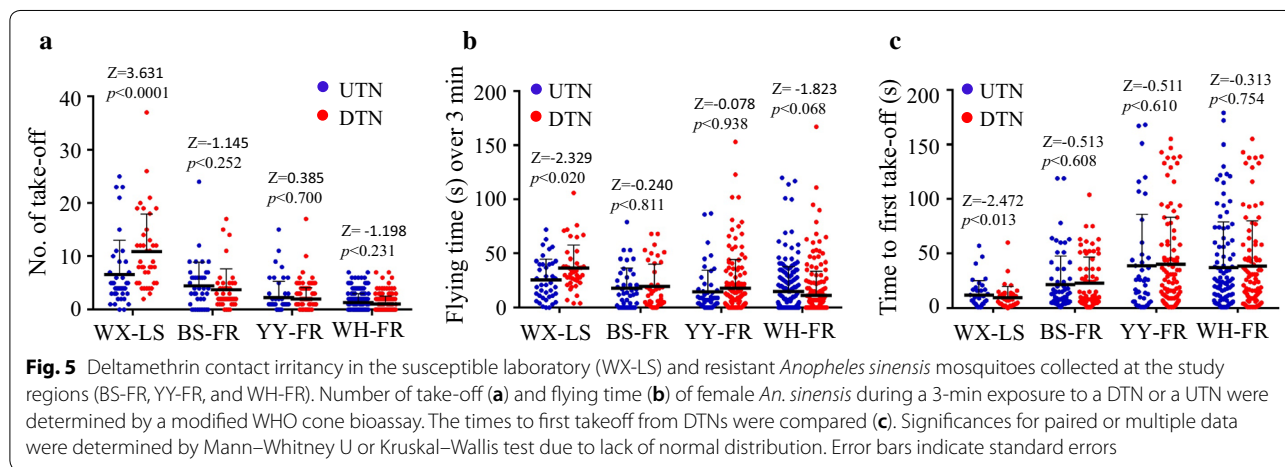 a
b
c
Z=3.631
p<0.0001
Z=-1.145
p<0.252
Z=0.385
p<0.700
Z= -1.198
p<0.231
UTN
DTN
No. of take-off
40
30
20
10
0
WX-LS BS-FR YY-FR WH-FR
Z=-2.329
p<0.020
Z=-0.240
p<0.811
Z=-0.078
p<0.938
Z= -1.823
p<0.068
UTN
DTN
Flying time (s) over 3 min
200
150
100
50
0
WX-LS BS-FR YY-FR WH-FR
Z=-2.472
p<0.013
Z=-0.513
p<0.608
Z=-0.511
p<0.610
Z=-0.313
p<0.754
UTN
DTN
Time to first take-off (s)
200
150
100
50
0
WX-LS BS-FR YY-FR WH-FR
Fig. 5 Deltamethrin contact irritancy in the susceptible laboratory (WX-LS) and resistant Anopheles sinensis mosquitoes collected at the study
regions (BS-FR, YY-FR, and WH-FR). Number of take-off (a) and flying time (b) of female An. sinensis during a 3-min exposure to a DTN or a UTN were
determined by a modified WHO cone bioassay. The times to first takeoff from DTNs were compared (c). Significances for paired or multiple data
were determined by Mann–Whitney U or Kruskal–Wallis test due to lack of normal distribution. Error bars indicate standard errors